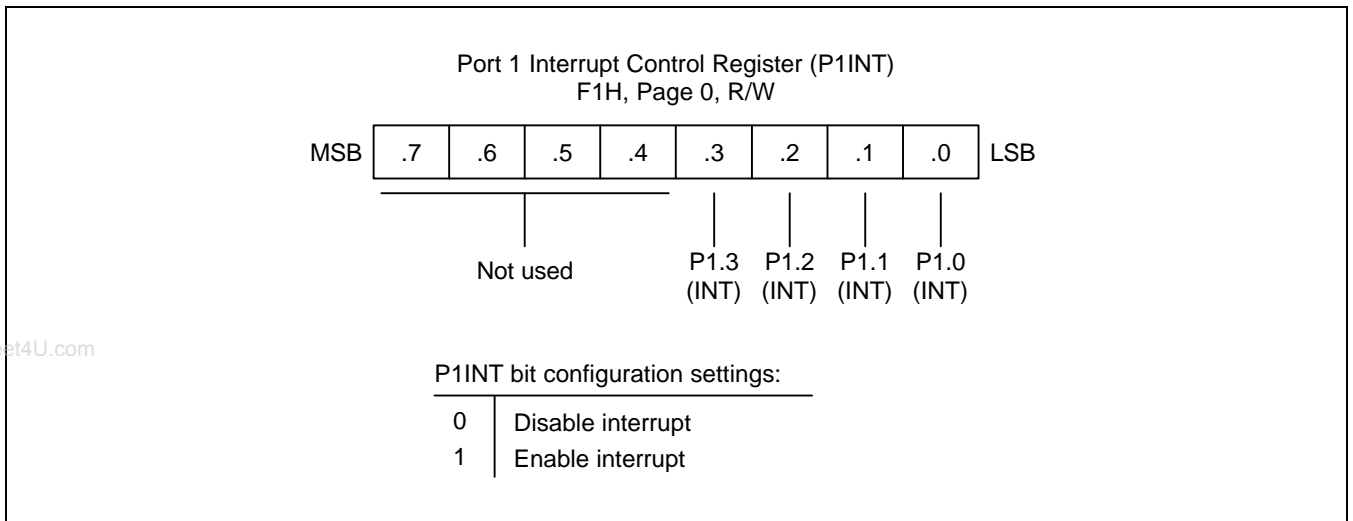 Port 1 Interrupt Control Register (P1INT)
F1H, Page 0, R/W
MSB .7 .6 .5 .4 .3 .2 .1 .0 LSB
Not used
P1.3 P1.2 P1.1 P1.0
(INT) (INT) (INT) (INT)
et4U.com
P1INT bit configuration settings:
0 Disable interrupt
1 Enable interrupt